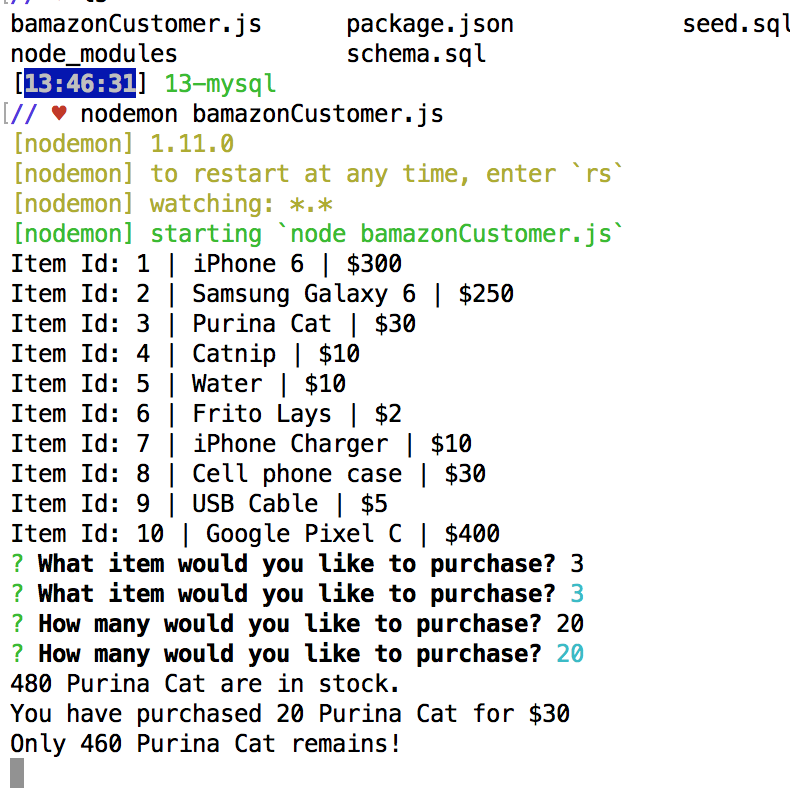 bamazonCustomer.js package.json seed.sql
node_modules schema.sql
[13:46:31] 13-mysql
[// ♥ nodemon bamazonCustomer.js
[nodemon] 1.11.0
[nodemon] to restart at any time, enter `rs`
[nodemon] watching: *.*
[nodemon] starting `node bamazonCustomer.js`
Item Id: 1 | iPhone 6 | $300
Item Id: 2 | Samsung Galaxy 6 | $250
Item Id: 3 | Purina Cat | $30
Item Id: 4 | Catnip | $10
Item Id: 5 | Water | $10
Item Id: 6 | Frito Lays | $2
Item Id: 7 | iPhone Charger | $10
Item Id: 8 | Cell phone case | $30
Item Id: 9 | USB Cable | $5
Item Id: 10 | Google Pixel C | $400
? What item would you like to purchase? 3
? What item would you like to purchase? 3
? How many would you like to purchase? 20
? How many would you like to purchase? 20
480 Purina Cat are in stock.
You have purchased 20 Purina Cat for $30
Only 460 Purina Cat remains!